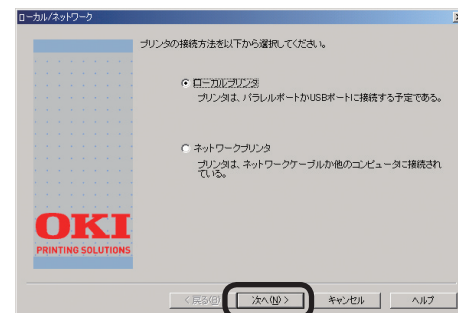 ローカル/ネットワーク
プリンタの接続方法を以下から選択してください。
ローカルプリンタ
プリンタは、パラレルポートかUSBポートに接続する予定である。
ネットワークプリンタ
プリンタは、ネットワークケーブルか他のコンピュータに接続され
ている。
OKI
PRINTING SOLUTIONS
< 戻る(B) 次へ(N) > キャンセル ヘルプ